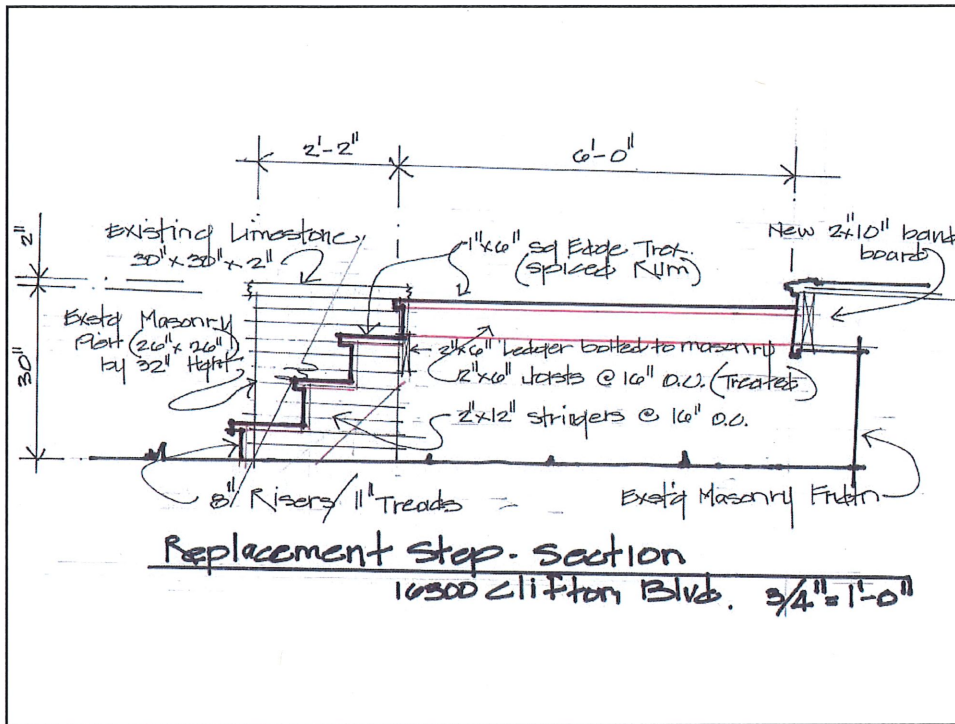 2'-2"
6'-0"
2"
30"
Existing Limestone
30"x30"x2"
1"x6" Sq Edge Trex.
(spliced Rim)
New 2x10" band
board
Exst'g Masonry
(26"x26")
by 32" Hght.
2"x6" Ledger bolted to masonry
2"x6" Joists @ 16" O.C. (Treated)
2"x12" stringers @ 16" O.C.
8" Risers/11" Treads
Exst'g Masonry Fndtn
Replacement Step-Section
16300 Clifton Blvd. 3/4"=1'-0"